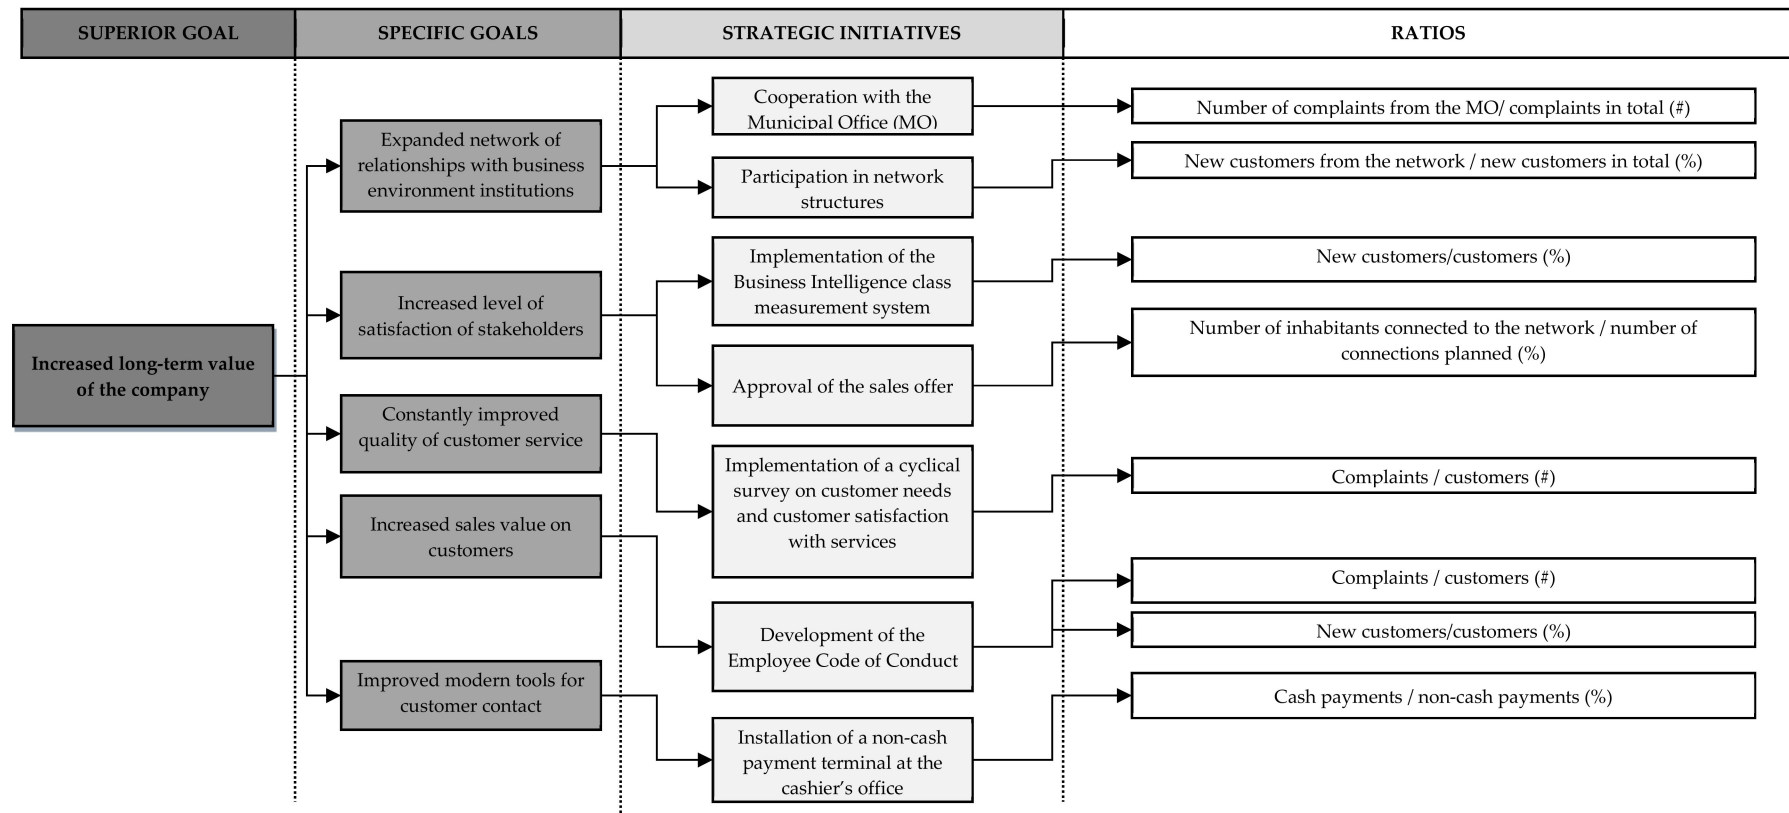 SUPERIOR GOAL
SPECIFIC GOALS
STRATEGIC INITIATIVES
RATIOS
Increased long-term value
of the company
Expanded network of
relationships with business
environment institutions
Increased level of
satisfaction of stakeholders
Constantly improved
quality of customer service
Increased sales value on
customers
Improved modern tools for
customer contact
Cooperation with the
Municipal Office (MO)
Participation in network
structures
Implementation of the
Business Intelligence class
measurement system
Approval of the sales offer
Implementation of a cyclical
survey on customer needs
and customer satisfaction
with services
Development of the
Employee Code of Conduct
Installation of a non-cash
payment terminal at the
cashier’s office
Number of complaints from the MO/ complaints in total (#)
New customers from the network / new customers in total (%)
New customers/customers (%)
Number of inhabitants connected to the network / number of
connections planned (%)
Complaints / customers (#)
Complaints / customers (#)
New customers/customers (%)
Cash payments / non-cash payments (%)